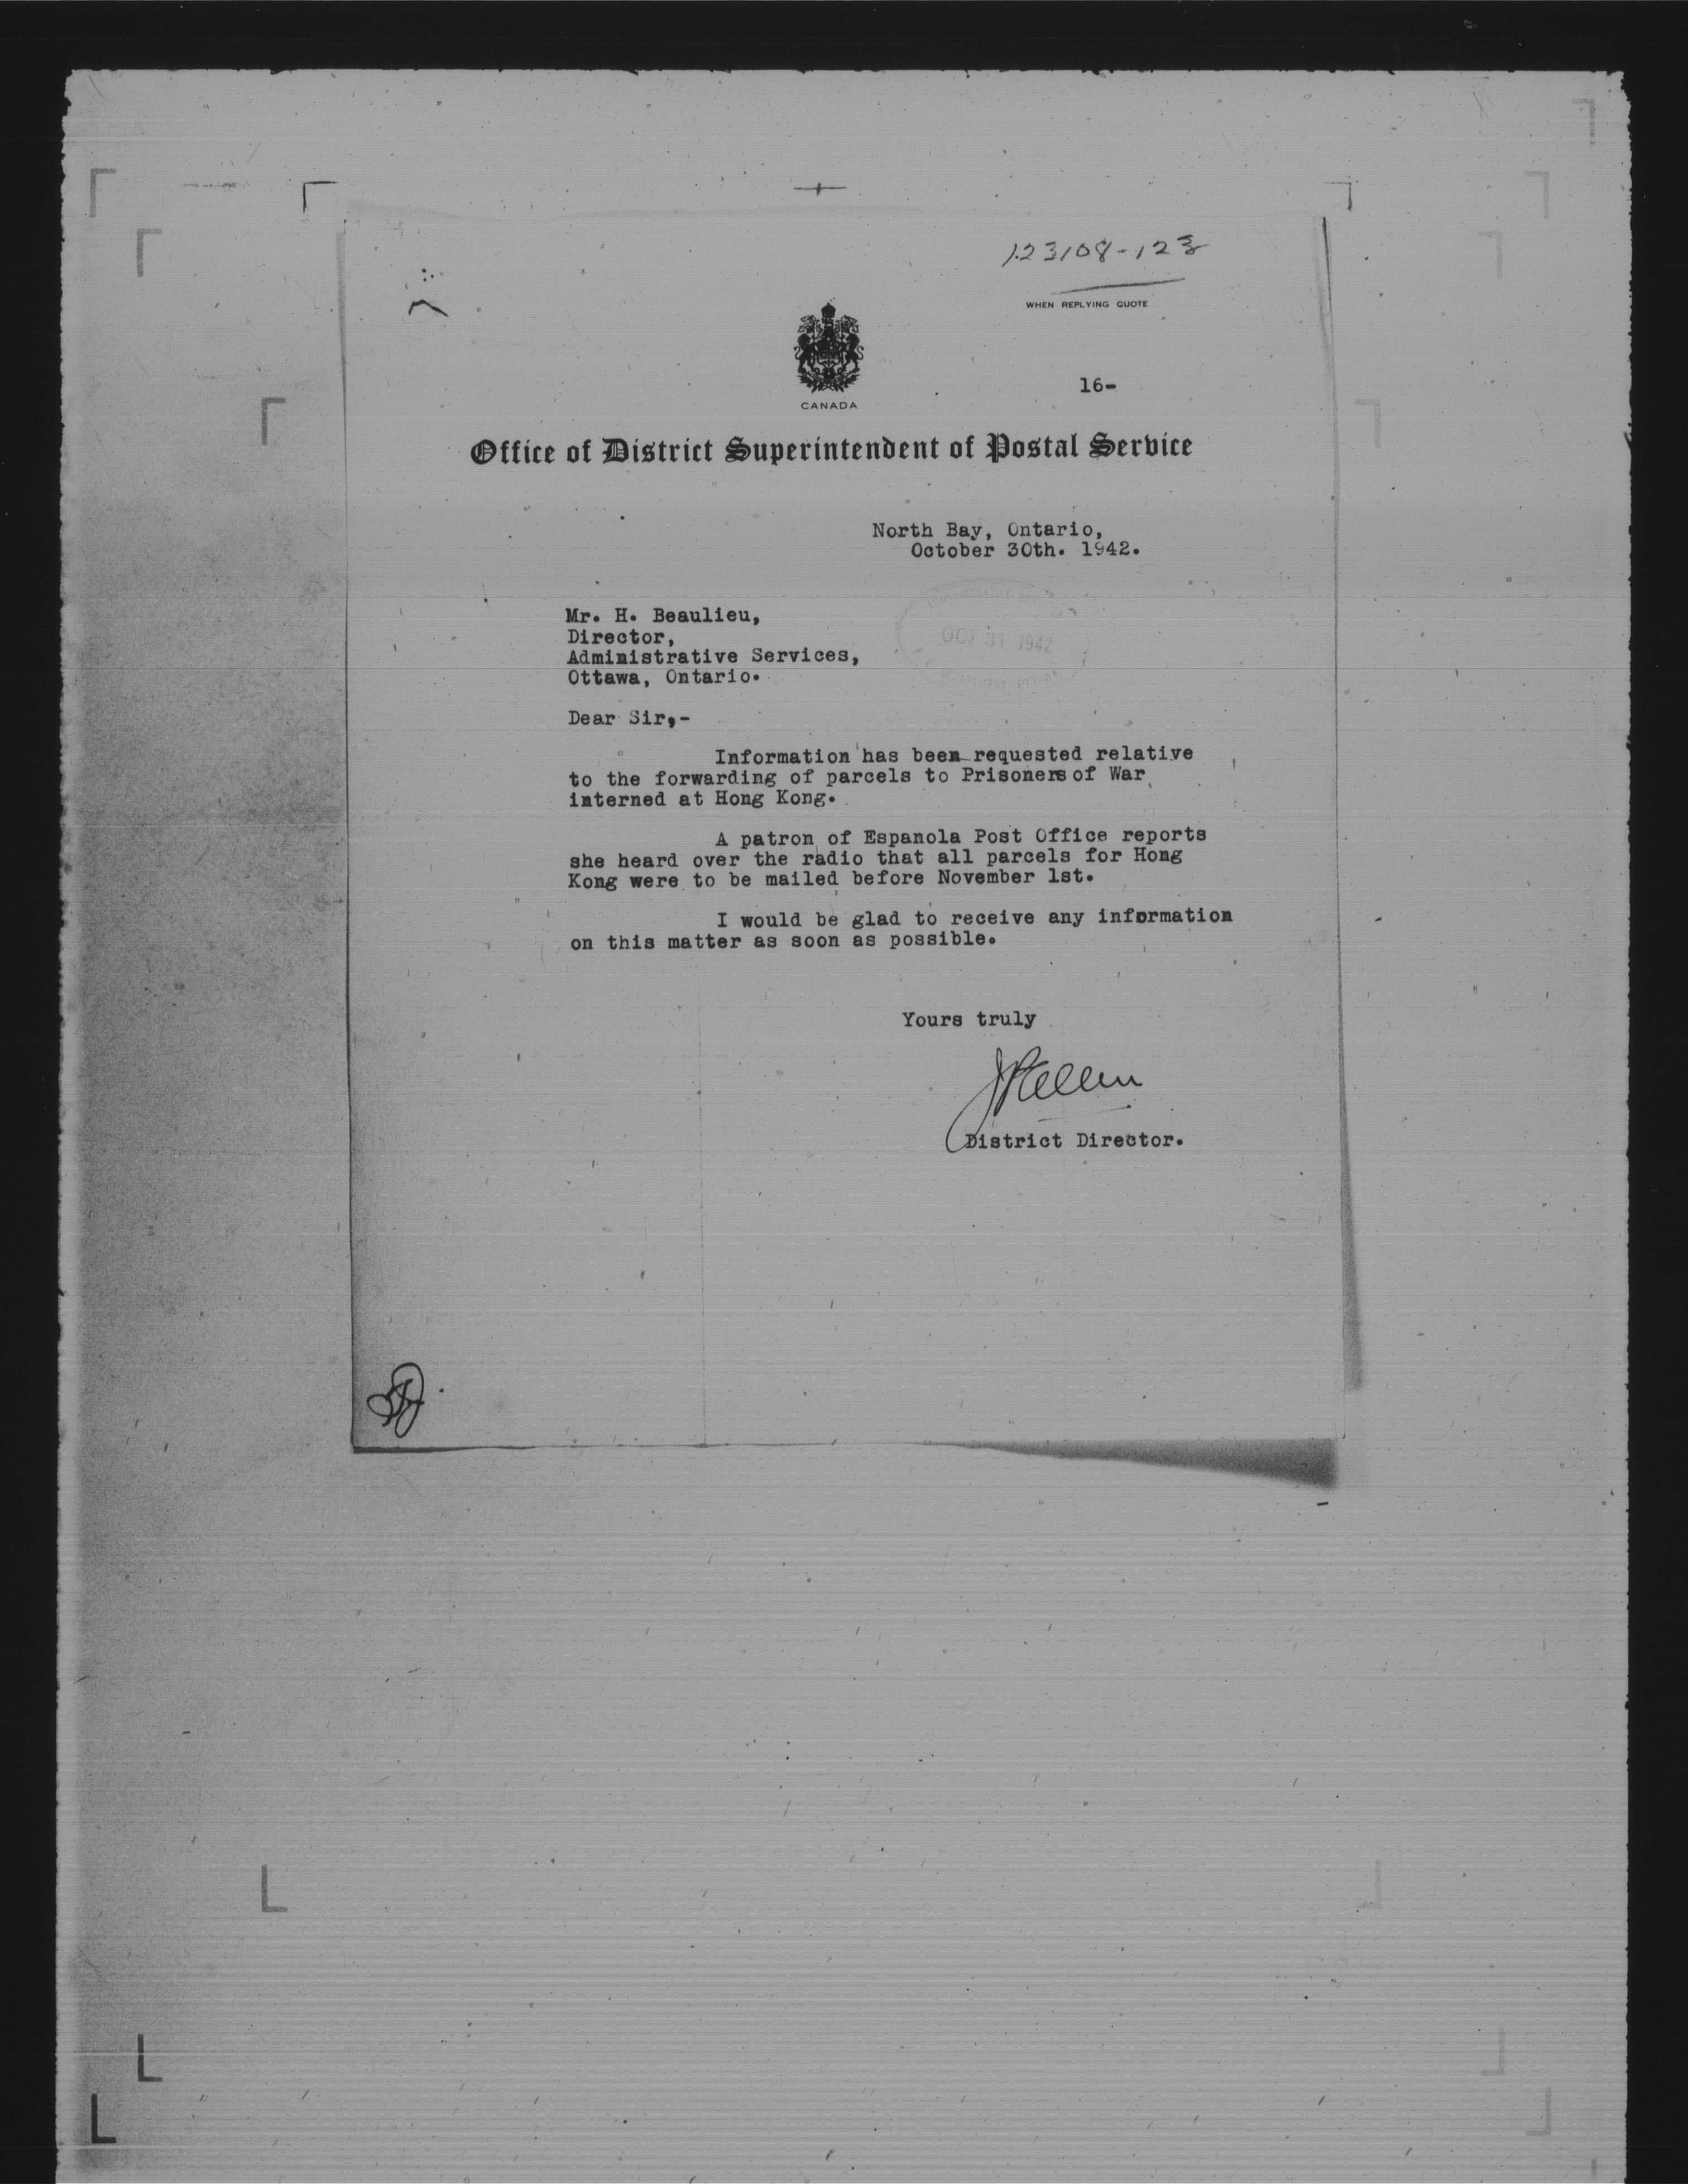 123108-123
WHEN REPLYING QUOTE
CANADA
16-
Office of District Superintendent of Postal Service
North Bay, Ontario,
October 30th. 1942.
OCT 31 1942
Mr. H. Beaulieu,
Director,
Administrative Services,
Ottawa, Ontario.
Dear Sir,-
Information has been requested relative
to the forwarding of parcels to Prisoners of War
interned at Hong Kong.
A patron of Espanola Post Office reports
she heard over the radio that all parcels for Hong
Kong were to be mailed before November 1st.
I would be glad to receive any information
on this matter as soon as possible.
Yours truly
District Director.